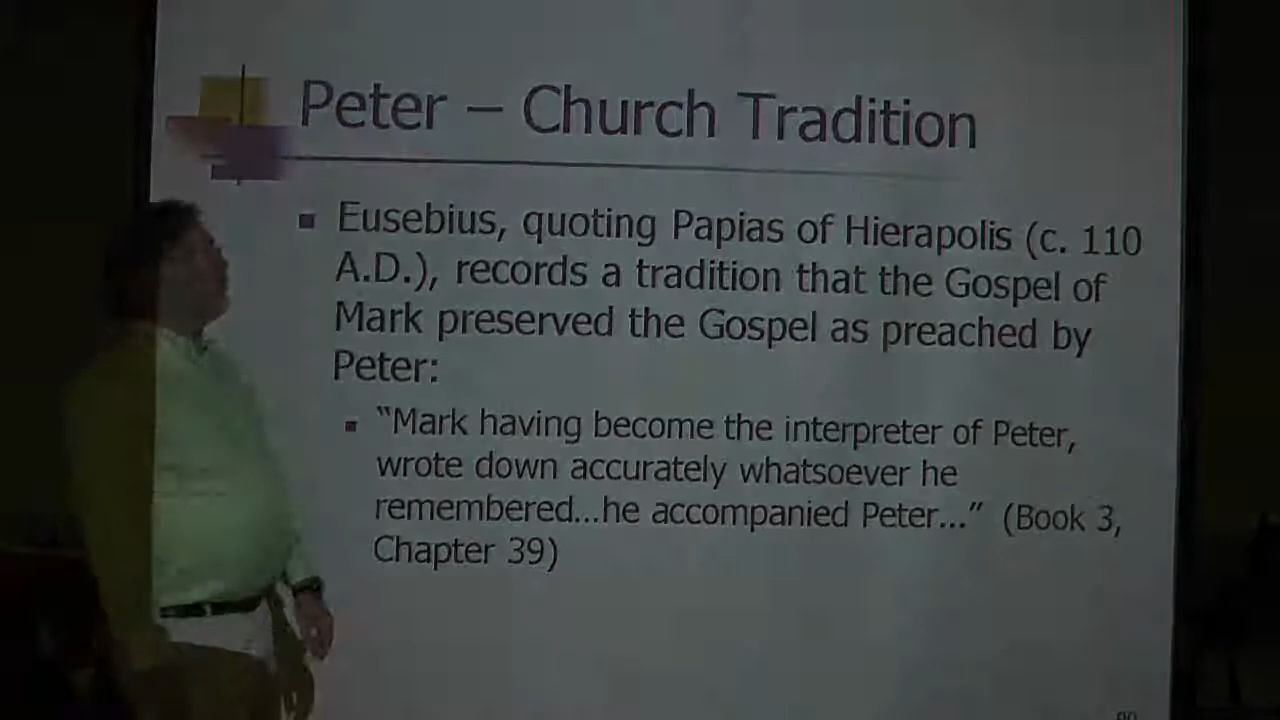 Peter – Church Tradition
Eusebius, quoting Papias of Hierapolis (c. 110
A.D.), records a tradition that the Gospel of
Mark preserved the Gospel as preached by
Peter:
“Mark having become the interpreter of Peter,
wrote down accurately whatsoever he
remembered...he accompanied Peter...” (Book 3,
Chapter 39)